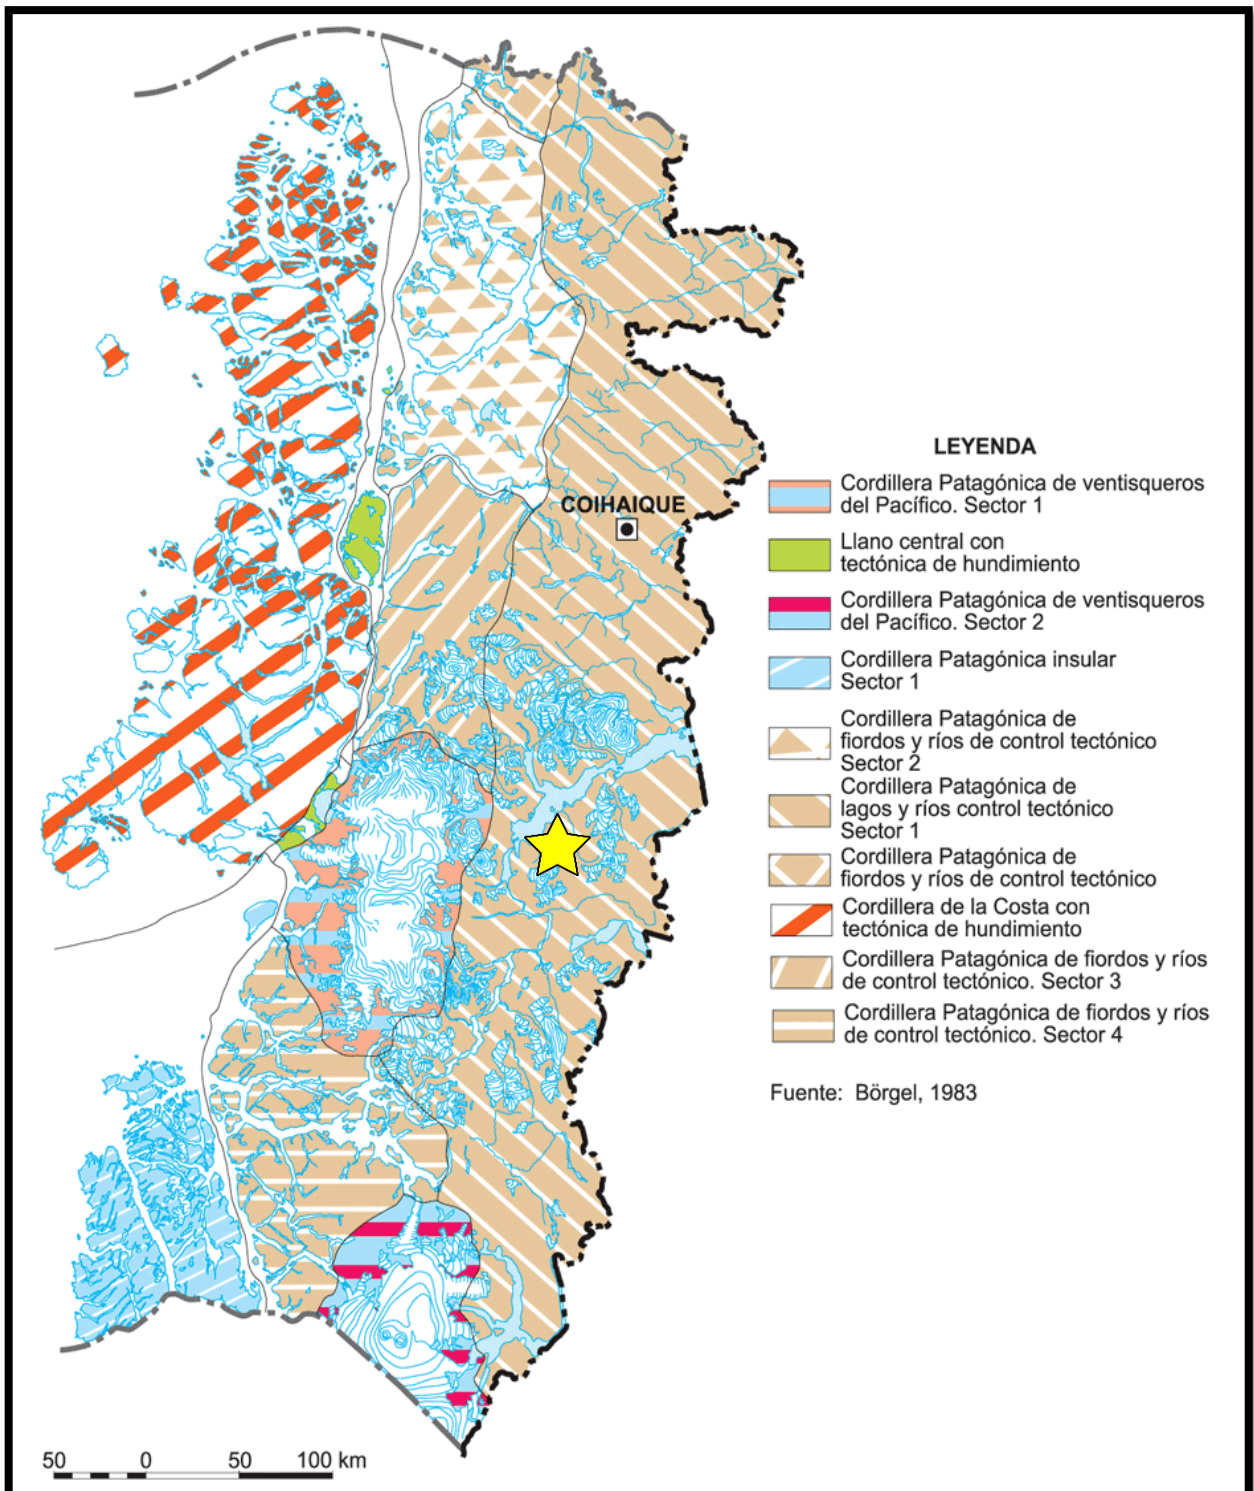 COIHAIQUE
LEYENDA
Cordillera Patagónica de ventisqueros
del Pacífico. Sector 1
Llano central con
tectónica de hundimiento
Cordillera Patagónica de ventisqueros
del Pacífico. Sector 2
Cordillera Patagónica insular
Sector 1
Cordillera Patagónica de
fiordos y ríos de control tectónico
Sector 2
Cordillera Patagónica de
lagos y ríos control tectónico
Sector 1
Cordillera Patagónica de
fiordos y ríos de control tectónico
Cordillera de la Costa con
tectónica de hundimiento
Cordillera Patagónica de fiordos y ríos
de control tectónico. Sector 3
Cordillera Patagónica de fiordos y ríos
de control tectónico. Sector 4
Fuente: Börgel, 1983
50 0 50 100 km